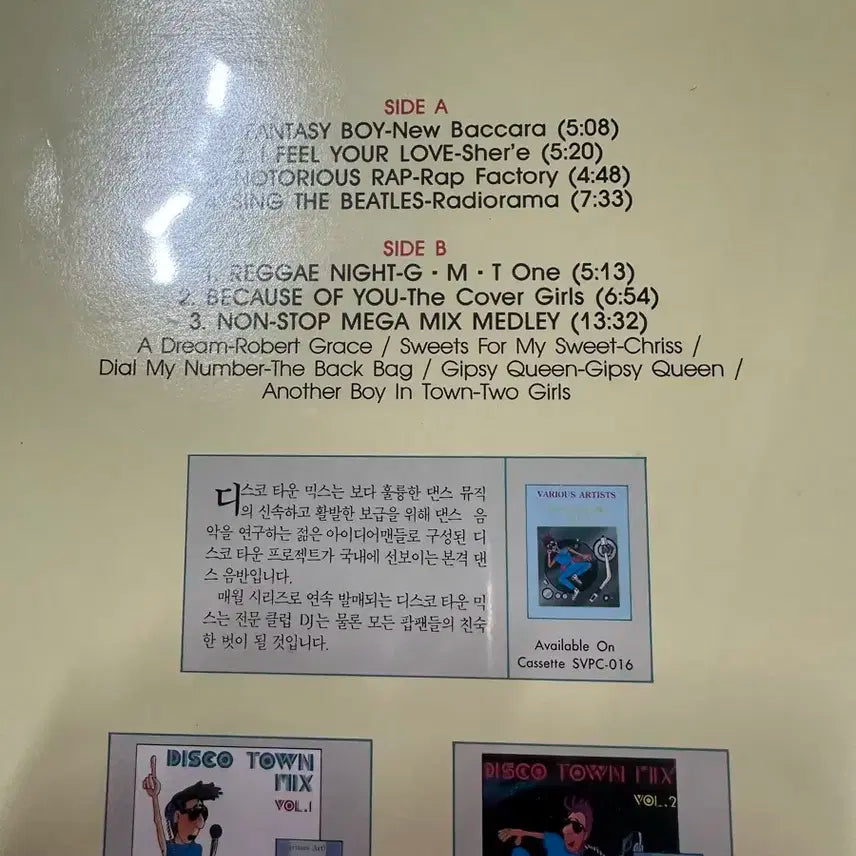 SIDE A
FANTASY BOY-New Baccara (5:08)
2. I FEEL YOUR LOVE-Sher'e (5:20)
3. NOTORIOUS RAP-Rap Factory (4:48)
4. SING THE BEATLES-Radiorama (7:33)
SIDE B
1. REGGAE NIGHT-G·M·T One (5:13)
2. BECAUSE OF YOU-The Cover Girls (6:54)
3. NON-STOP MEGA MIX MEDLEY (13:32)
A Dream-Robert Grace / Sweets For My Sweet-Chriss /
Dial My Number-The Back Bag / Gipsy Queen-Gipsy Queen /
Another Boy In Town-Two Girls
디스코 타운 믹스는 보다 훌륭한 댄스 뮤직
의 신속하고 활발한 보급을 위해 댄스 음
악을 연구하는 젊은 아이디어맨들로 구성된 디
스코 타운 프로젝트가 국내에 선보이는 본격 댄
스 음반입니다.
매월 시리즈로 연속 발매되는 디스코 타운 믹
스는 전문 클럽 DJ는 물론 모든 팝팬들의 친숙
한 벗이 될 것입니다.
VARIOUS ARTISTS
Available On
Cassette SVPC-016
DISCO TOWN
MIX
VOL.1
DISCO TOWN MIX
VOL.2